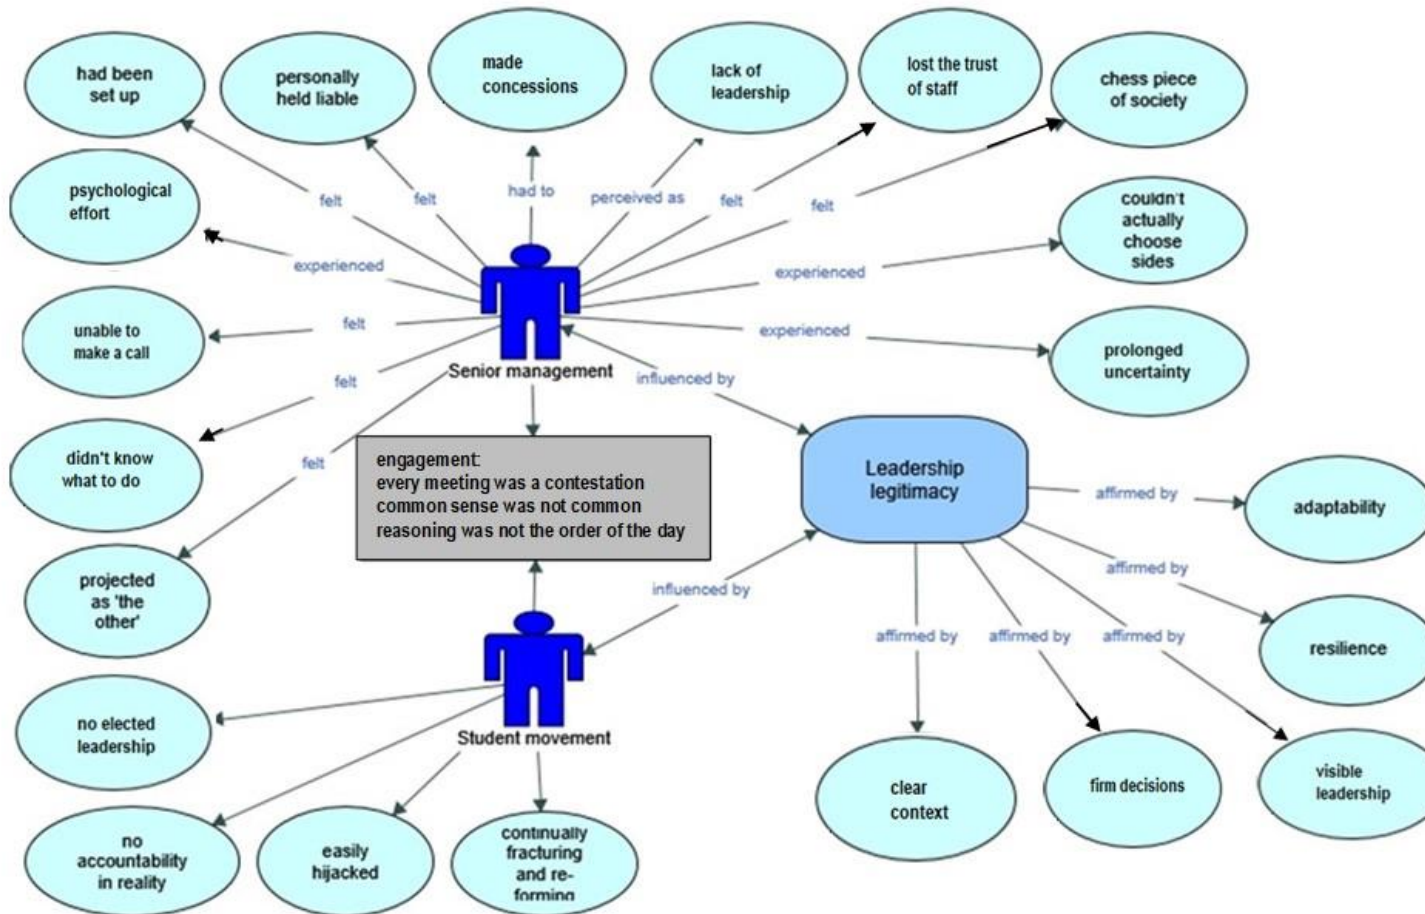 had been
set up
personally
held liable
made
concessions
lack of
leadership
lost the trust
of staff
chess piece
of society
psychological
effort
felt
felt
had to
perceived as
felt
felt
couldn't
actually
choose
sides
experienced
experienced
unable to
make a call
felt
experienced
prolonged
uncertainty
Senior management
felt
influenced by
didn't know
what to do
felt
engagement:
every meeting was a contestation
common sense was not common
reasoning was not the order of the day
Leadership
legitimacy
affirmed by
adaptability
projected
as 'the
other'
influenced by
affirmed by
affirmed by
affirmed by
affirmed by
resilience
no elected
leadership
Student movement
clear
context
firm decisions
visible
leadership
no
accountability
in reality
easily
hijacked
continually
fracturing
and re-
forming